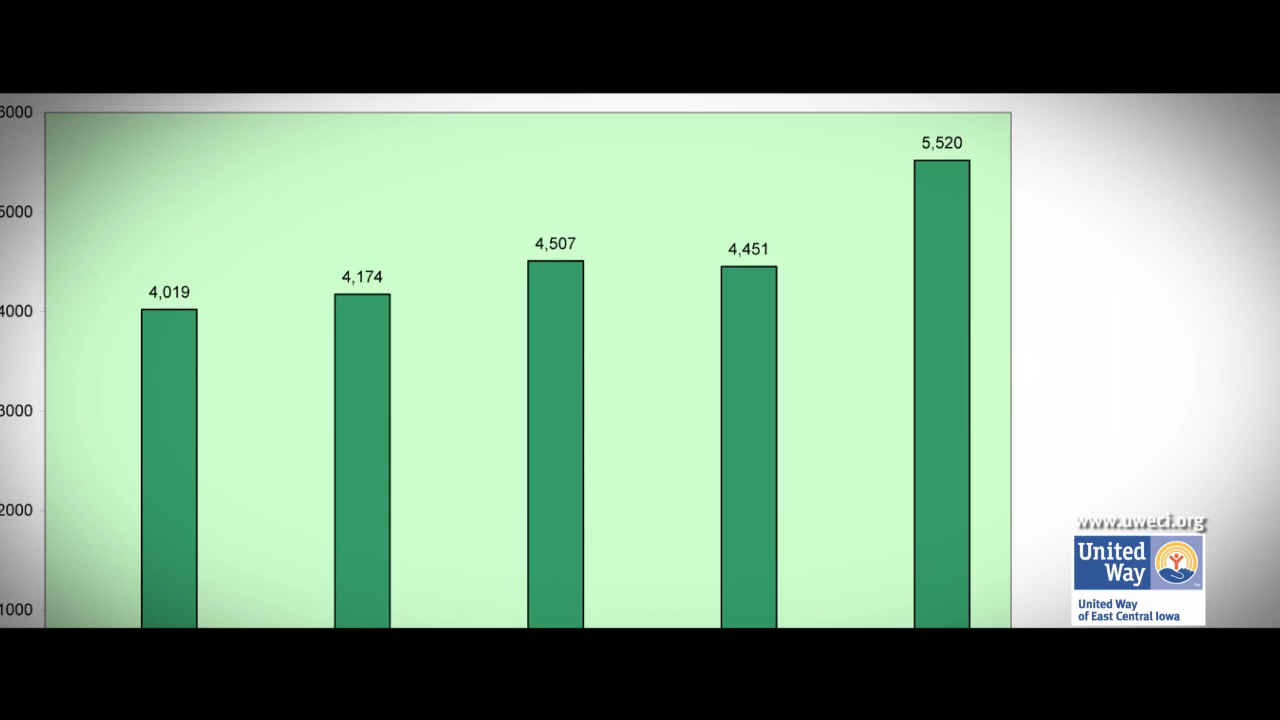 6000
5,520
5000
4,507
4,451
4,174
4,019
4000
3000
2000
1000
www.uweci.org
United
Way
United Way
of East Central Iowa